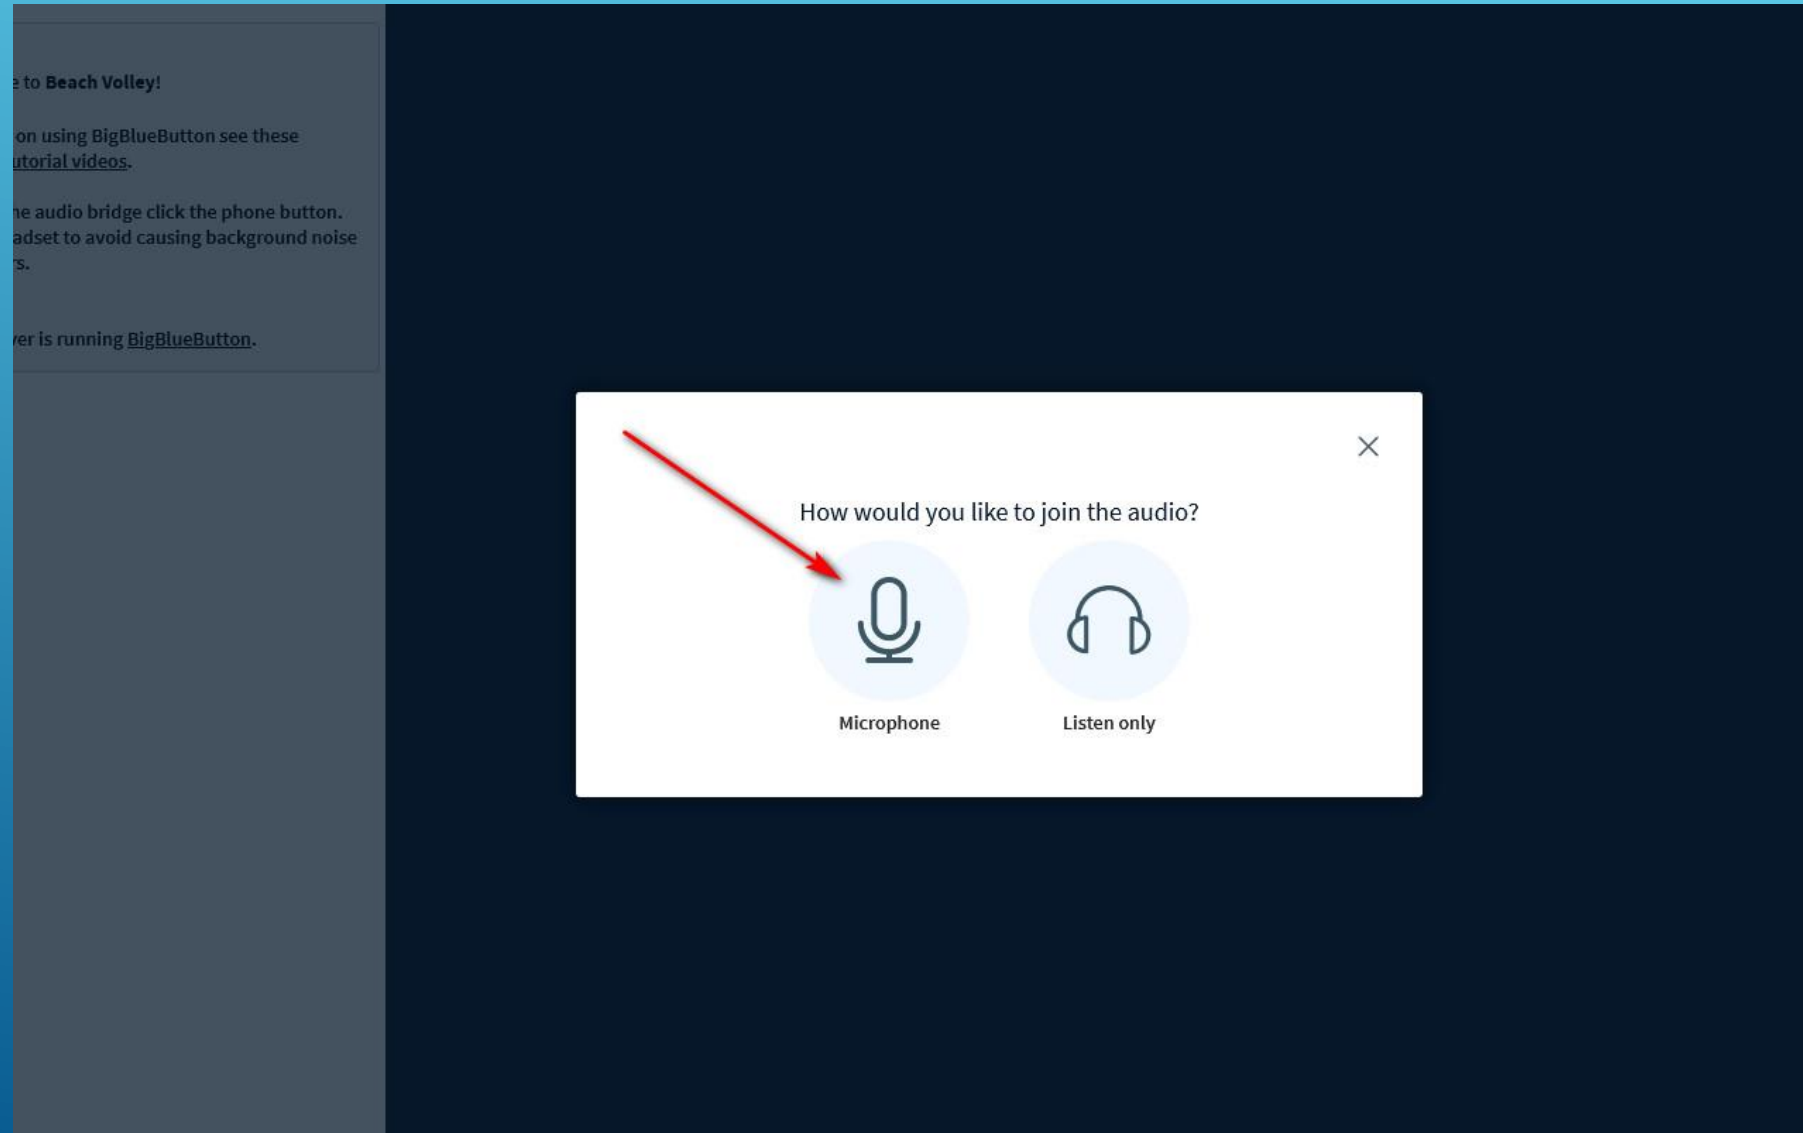 e to Beach Volley!
on using BigBlueButton see these
utorial videos.
he audio bridge click the phone button.
adset to avoid causing background noise
rs.
ver is running BigBlueButton.
How would you like to join the audio?
Microphone
Listen only